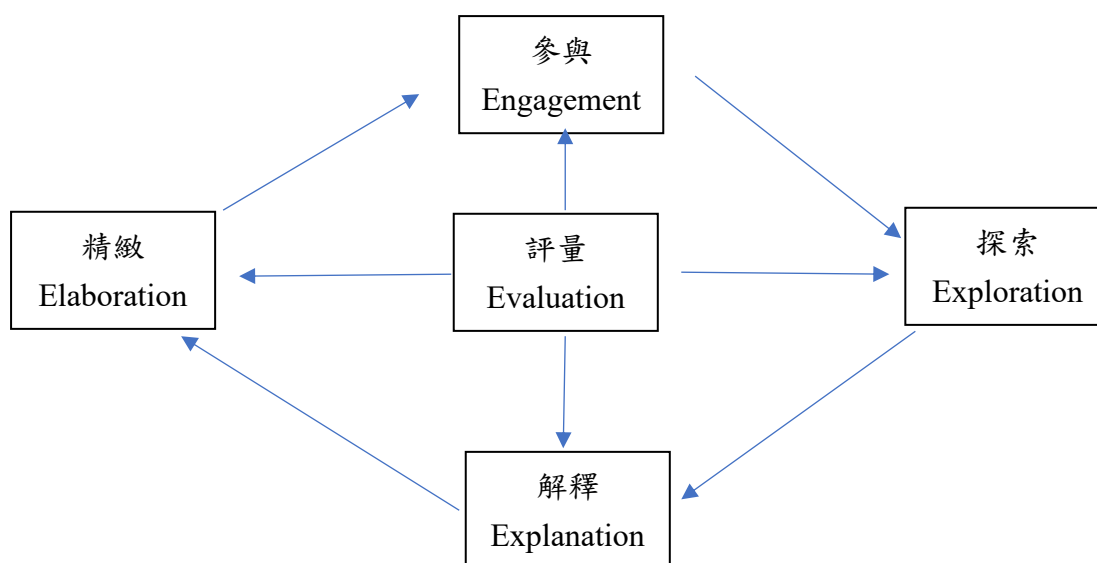 參與
Engagement
精緻
Elaboration
評量
Evaluation
探索
Exploration
解釋
Explanation